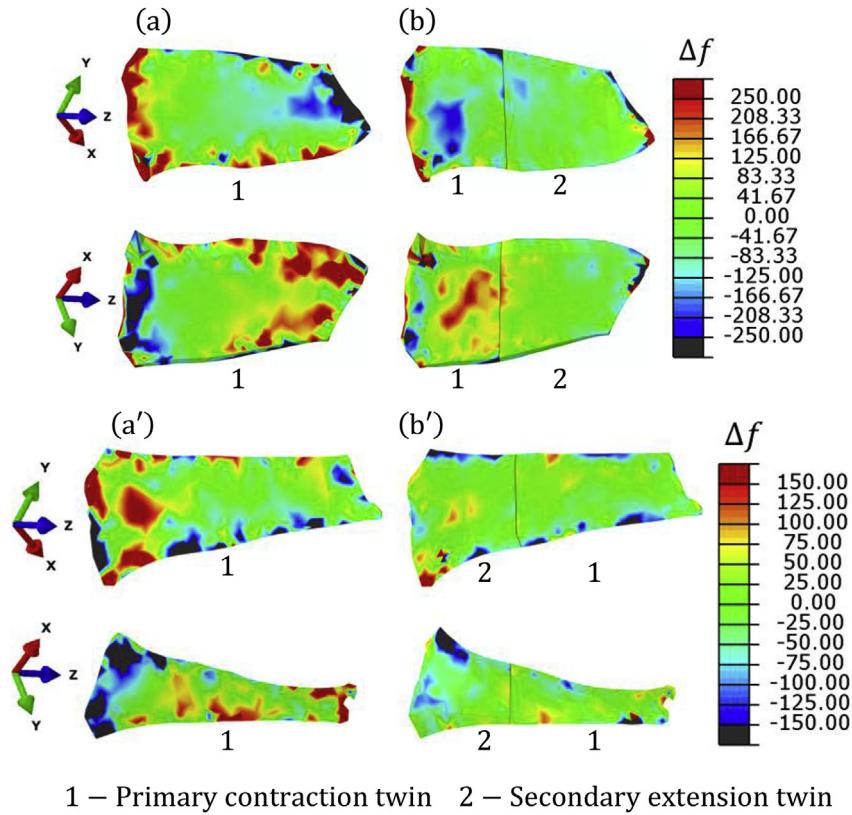 (a) (b)
Δf
Y
Z
X
250.00
208.33
166.67
125.00
83.33
41.67
0.00
-41.67
-83.33
-125.00
-166.67
-208.33
-250.00
1
1 2
X
Z
Y
1
1 2
(a′) (b′)
Δf
Y
Z
X
150.00
125.00
100.00
75.00
50.00
25.00
0.00
-25.00
-50.00
-75.00
-100.00
-125.00
-150.00
1
2 1
X
Z
Y
1
2 1
1 – Primary contraction twin 2 – Secondary extension twin